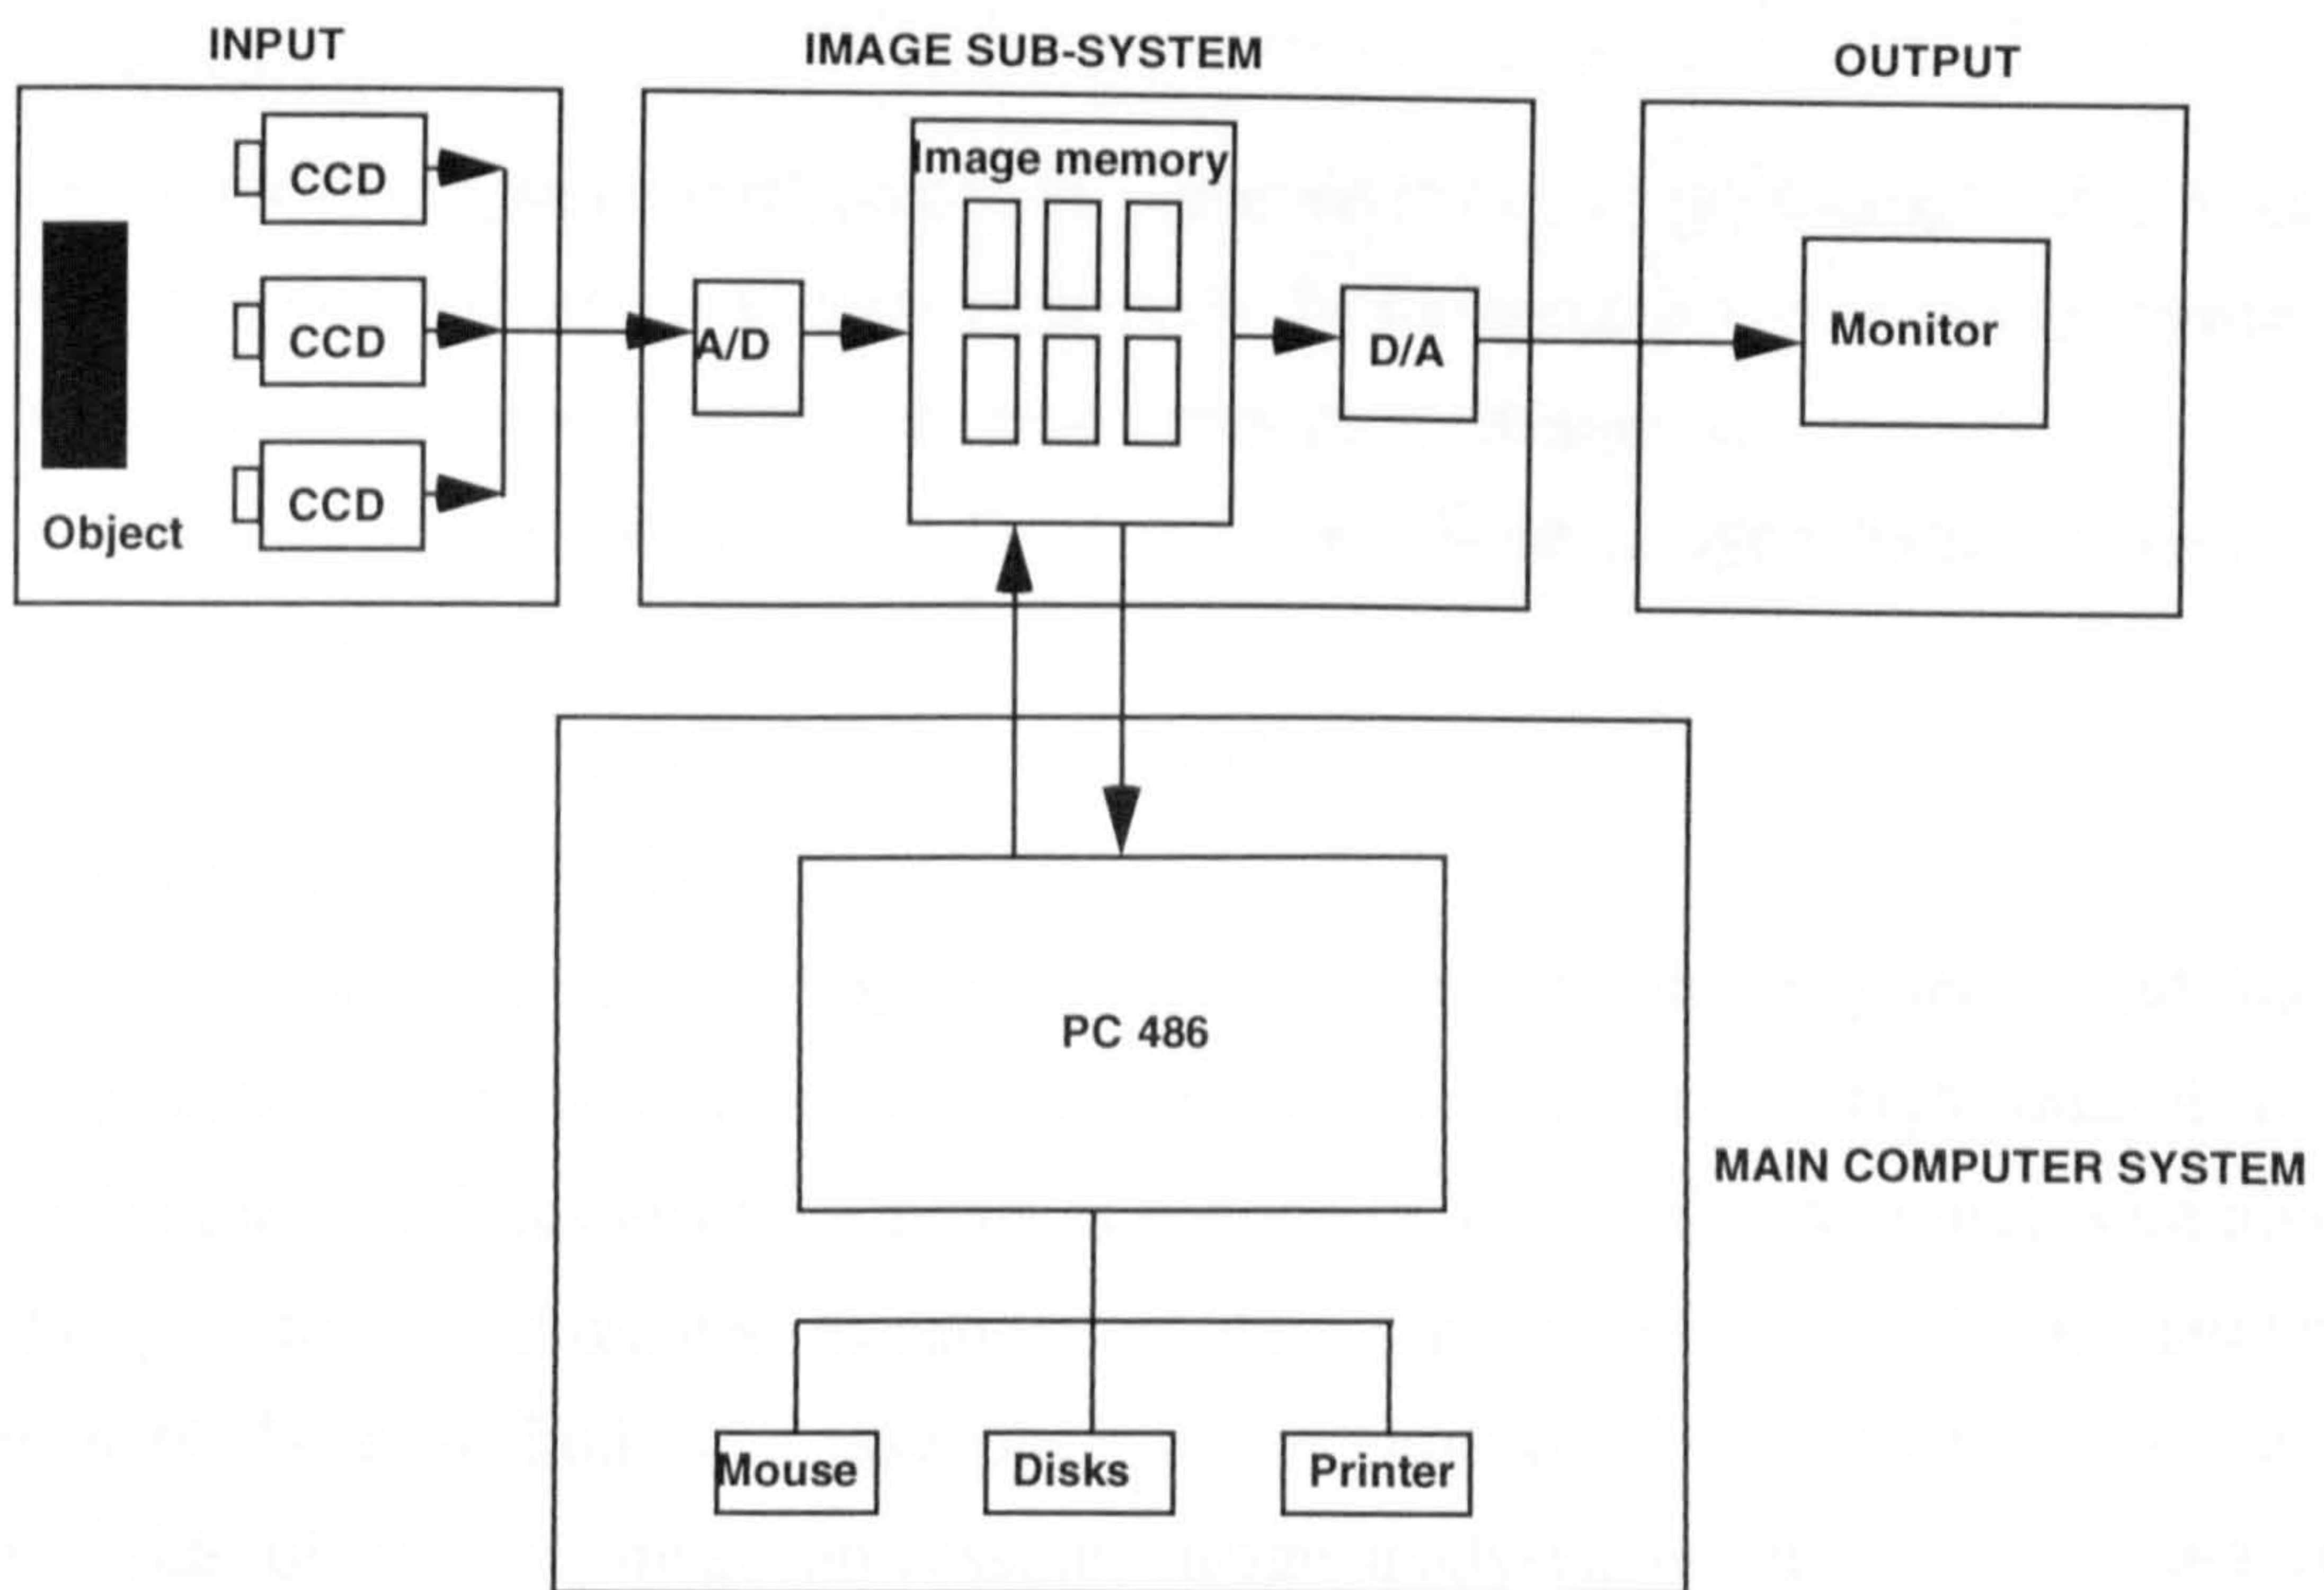 INPUT
IMAGE SUB-SYSTEM
OUTPUT
CCD
CCD
CCD
Object
A/D
Image memory
D/A
Monitor
PC 486
MAIN COMPUTER SYSTEM
Mouse
Disks
Printer